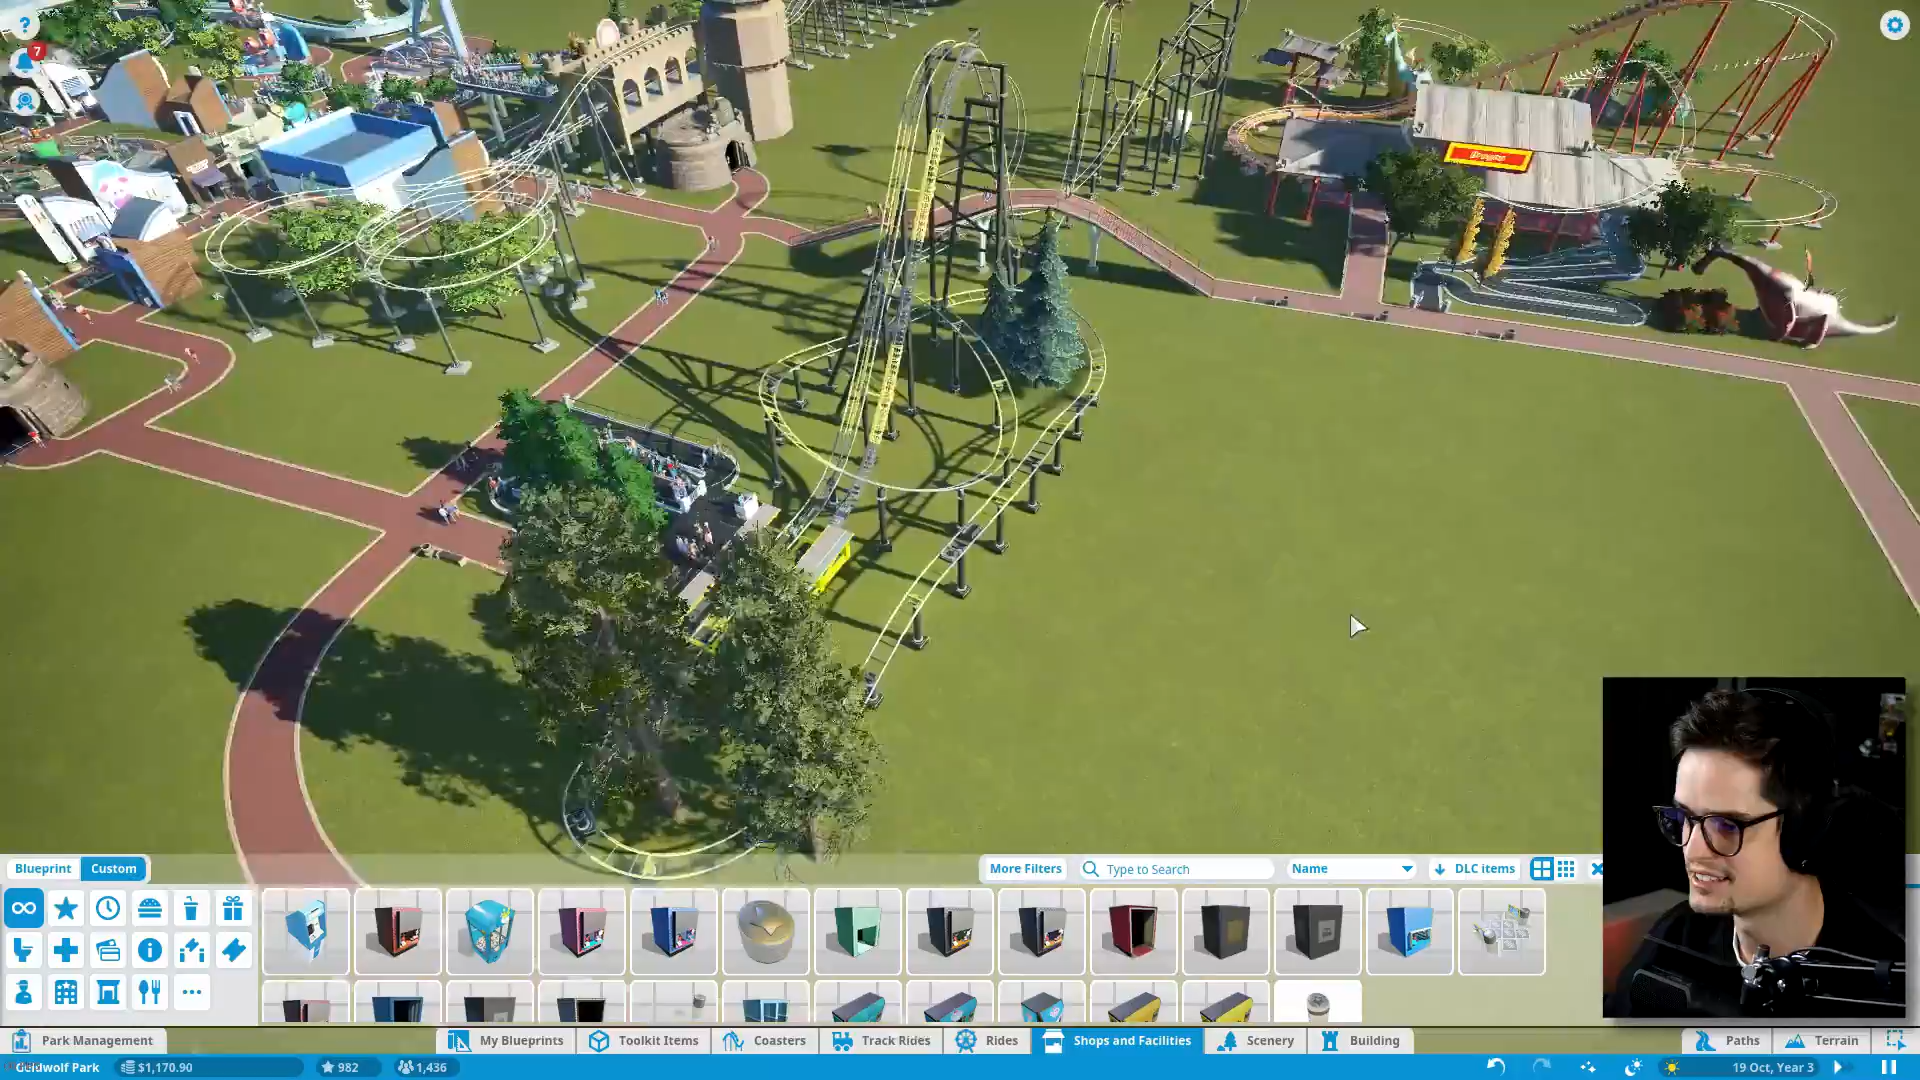 ?
7
Dragon
Blueprint
Custom
More Filters
Type to Search
Name
DLC items
Park Management
My Blueprints
Toolkit Items
Coasters
Track Rides
Rides
Shops and Facilities
Scenery
Building
Paths
Terrain
Coldwolf Park
$1,170.90
982
1,436
19 Oct, Year 3